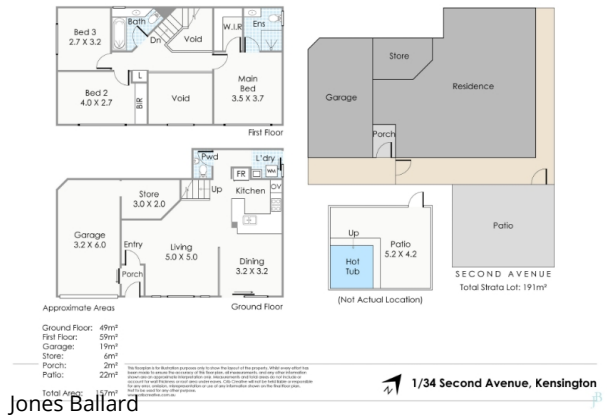 Bed 3
2.7 X 3.2
Bath
Dn
Void
W.I.R
Ens
L
Bed 2
4.0 X 2.7
BIR
Void
Main
Bed
3.5 X 3.7
First Floor
Store
Garage
Residence
Porch
Patio
SECOND AVENUE
Total Strata Lot: 191m²
Pwd
L'dry
FR
WM
Up
Kitchen
OV
Store
3.0 X 2.0
Garage
3.2 X 6.0
Entry
Living
5.0 X 5.0
Porch
Dining
3.2 X 3.2
Approximate Areas
Ground Floor
Up
Hot
Tub
Patio
5.2 X 4.2
(Not Actual Location)
Ground Floor: 49m²
First Floor: 59m²
Garage: 19m²
Store: 6m²
Porch: 2m²
Patio: 22m²
Total Area: 157m²
1/34 Second Avenue, Kensington
Jones Ballard